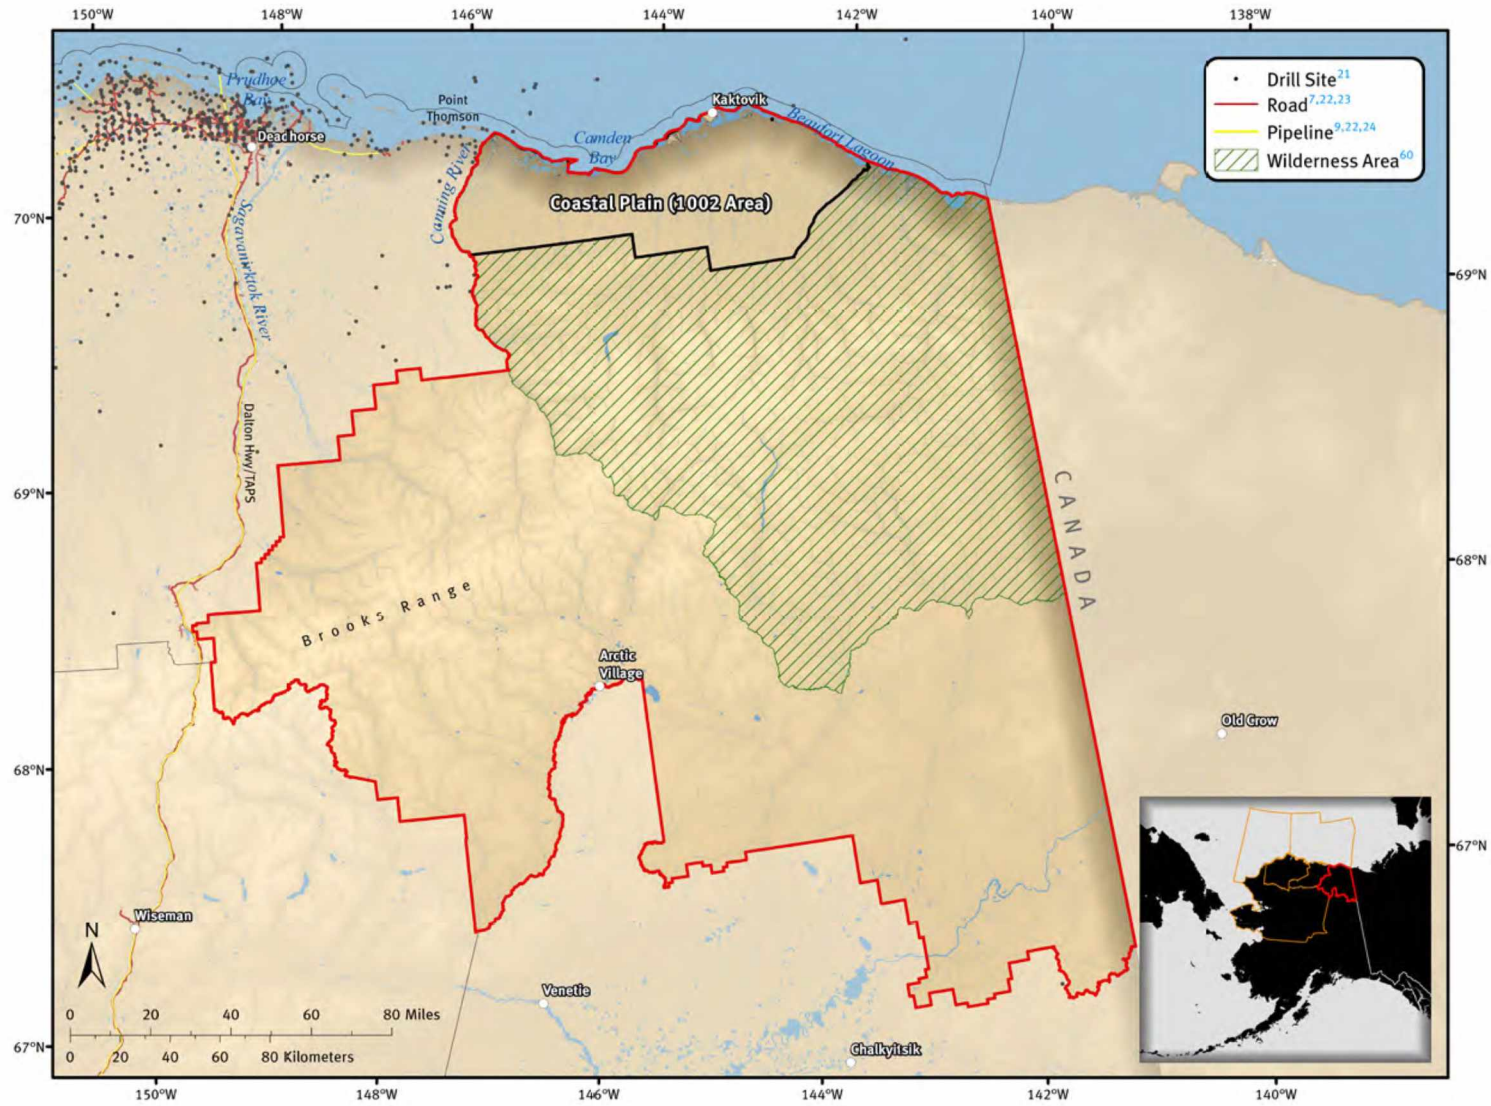 150°W 148°W 146°W 144°W 142°W 140°W 138°W
Drill Site21
Road7,22,23
Pipeline9,22,24
Wilderness Area60
Prudhoe
Bay
Deadhorse
Point
Thomson
Camden
Bay
Kaktovik
Beaufort Lagoon
Canning River
Coastal Plain (1002 Area)
70°N
69°N
Sagavanirktok River
Dalton Hwy/TAPS
69°N
CANADA
68°N
Brooks Range
Arctic
Village
Old Crow
68°N
67°N
Wiseman
N
Venetie
0 20 40 60 80 Miles
0 20 40 60 80 Kilometers
67°N
Chalkyitsik
150°W 148°W 146°W 144°W 142°W 140°W